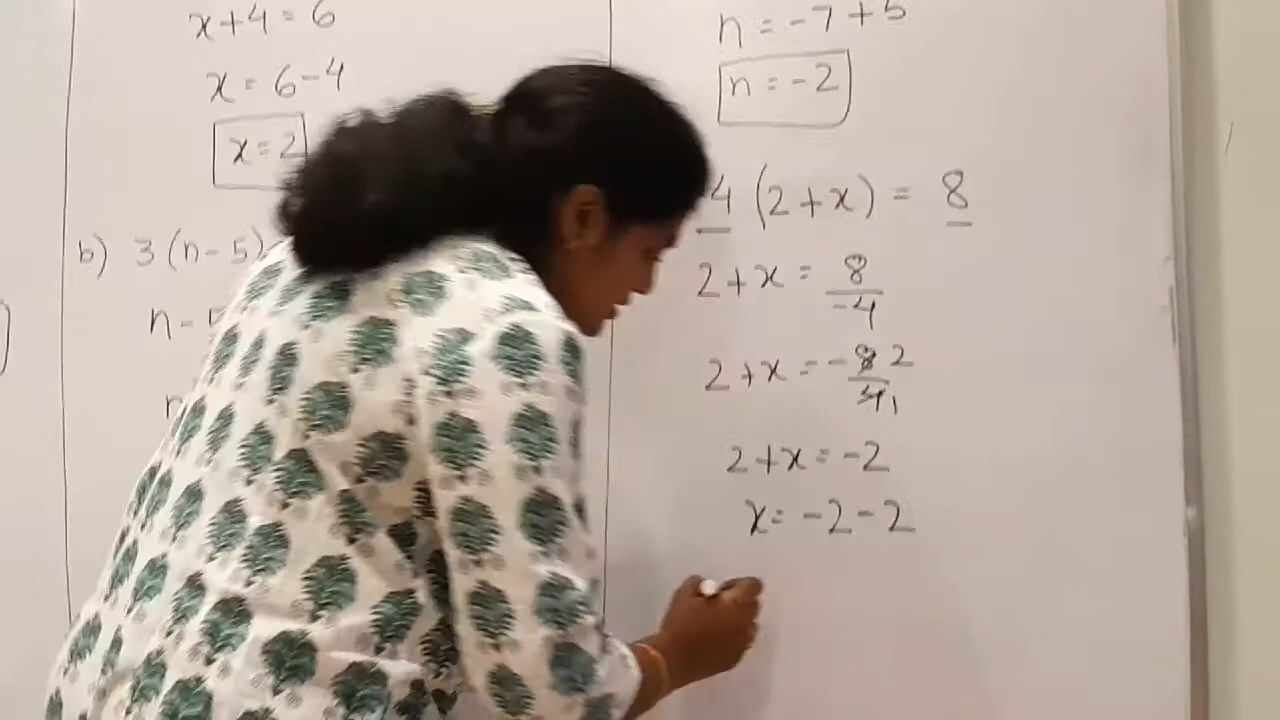 x+4=6
x=6-4
x=2
b) 3(n-5)
n-5
n
n=-7+5
n=-2
4(2+x)=8
2+x=8/-4
2+x=-8 2/4 1
2+x=-2
x=-2-2